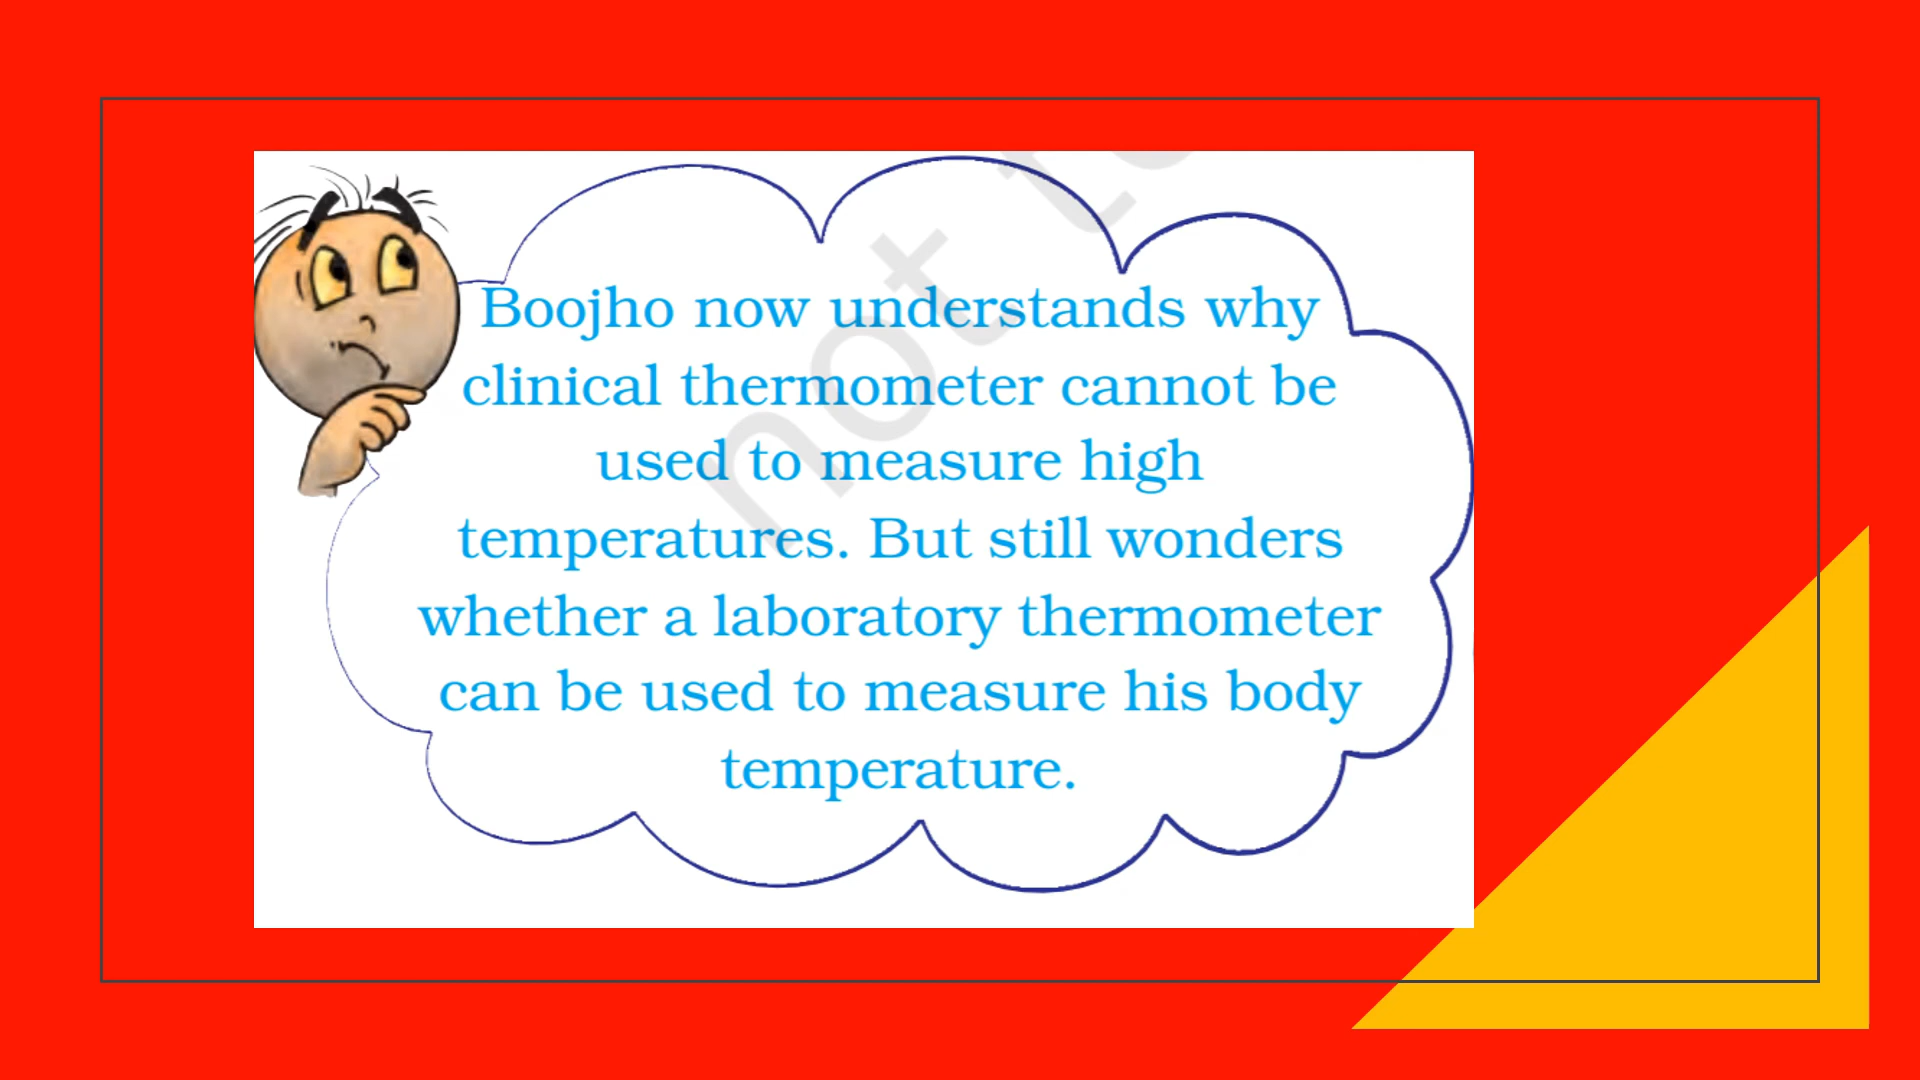 Boojho now understands why
clinical thermometer cannot be
used to measure high
temperatures. But still wonders
whether a laboratory thermometer
can be used to measure his body
temperature.
not